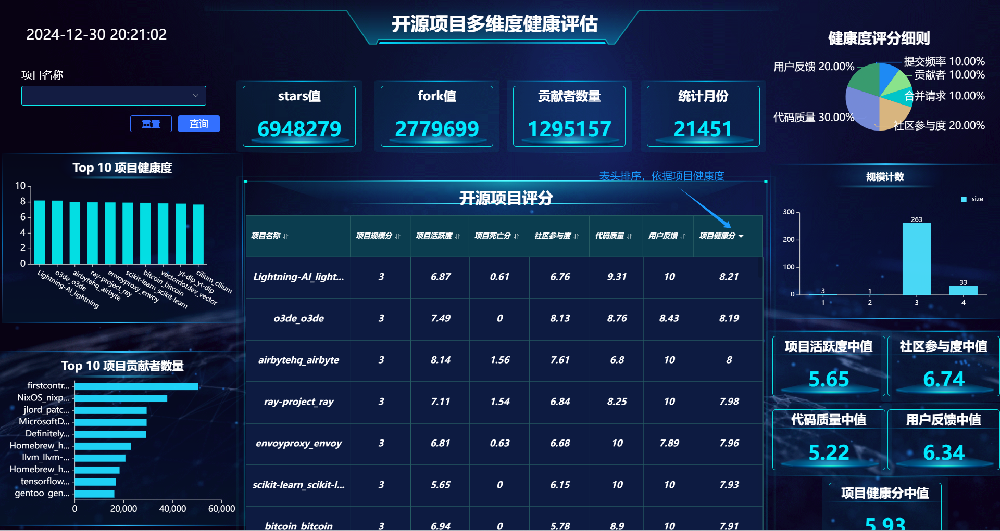 开源项目多维度健康评估
2024-12-30 20:21:02
项目名称
重置
查询
stars值
6948279
fork值
2779699
贡献者数量
1295157
统计月份
21451
健康度评分细则
提交频率 10.00%
贡献者 10.00%
合并请求 10.00%
社区参与度 20.00%
代码质量 30.00%
用户反馈 20.00%
Top 10 项目健康度
10
8
6
4
2
0
Lightning-AI_lightning
o3de_o3de
airbytehq_airbyte
ray-project_ray
envoyproxy_envoy
scikit-learn_scikit-learn
bitcoin_bitcoin
vectordotdev_vector
yt-dlp_yt-dlp
cilium_cilium
Top 10 项目贡献者数量
firstcontr...
NixOS_nixp...
jlord_patc...
MicrosoftD...
Definitely...
Homebrew_h...
llvm_llvm-...
Homebrew_h...
tensorflow...
gentoo_gen...
0 20,000 40,000 60,000
表头排序，依据项目健康度
开源项目评分
项目名称 项目规模分 项目活跃度 项目死亡分 社区参与度 代码质量 用户反馈 项目健康分
Lightning-AI_light... 3 6.87 0.61 6.76 9.31 10 8.21
o3de_o3de 3 7.49 0 8.13 8.76 8.43 8.19
airbytehq_airbyte 3 8.14 1.56 7.61 6.8 10 8
ray-project_ray 3 7.11 1.54 6.84 8.25 10 7.98
envoyproxy_envoy 3 6.81 0.63 6.68 10 7.89 7.96
scikit-learn_scikit-l... 3 5.65 0 6.15 10 10 7.93
bitcoin_bitcoin 3 6.94 0 5.78 8.9 10 7.91
规模计数
size
300
200
100
0
3
1
263
33
1 2 3 4
项目活跃度中值
5.65
社区参与度中值
6.74
代码质量中值
5.22
用户反馈中值
6.34
项目健康分中值
5.93